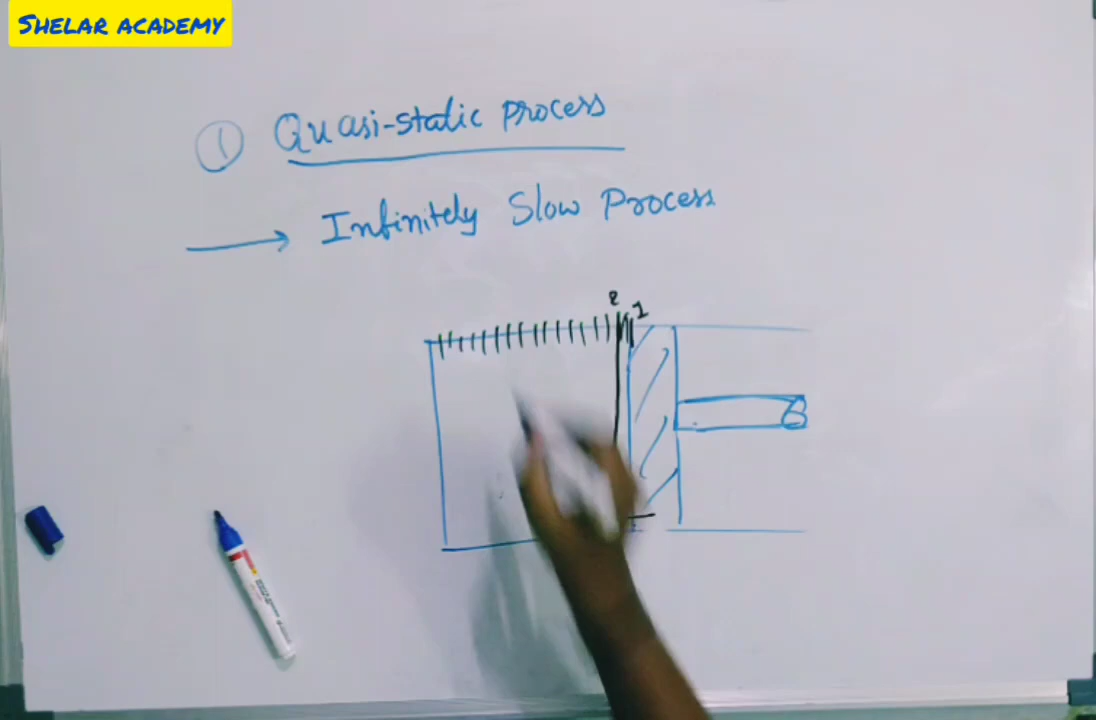 SHELAR ACADEMY
① Quasi-static Process
→ Infinitely Slow Process
2 1